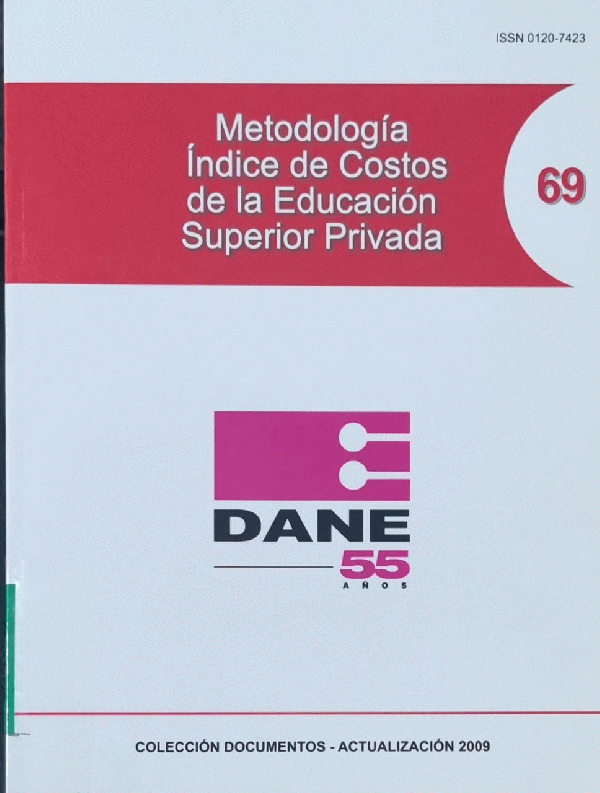 ISSN 0120-7423
Metodología
Índice de Costos
de la Educación
Superior Privada
69
DANE
55
AÑOS
COLECCIÓN DOCUMENTOS - ACTUALIZACIÓN 2009